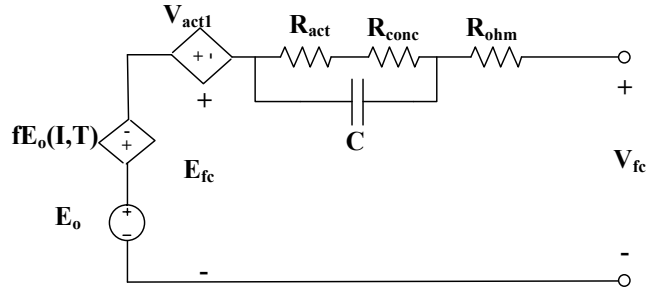 V_act1
R_act
R_conc
R_ohm
+ -
+
C
+
fE_o(I,T)
-
+
E_fc
V_fc
E_o
+
-
-
-